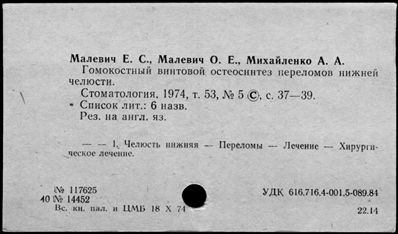 Малевич Е. С., Малевич О. Е., Михайленко А. А.
Гомокостный винтовой остеосинтез переломов нижней
челюсти.
Стоматология, 1974, т. 53, № 5 ©, с. 37—39.
* Список лит.: 6 назв.
Рез. на англ. яз.
— — 1. Челюсть нижняя — Переломы — Лечение — Хирурги-
ческое лечение.
№ 117625
40 № 14452
УДК 616.716.4-001.5-089.84
Вс. кн. пал. и ЦМБ 18 X 74
22.14